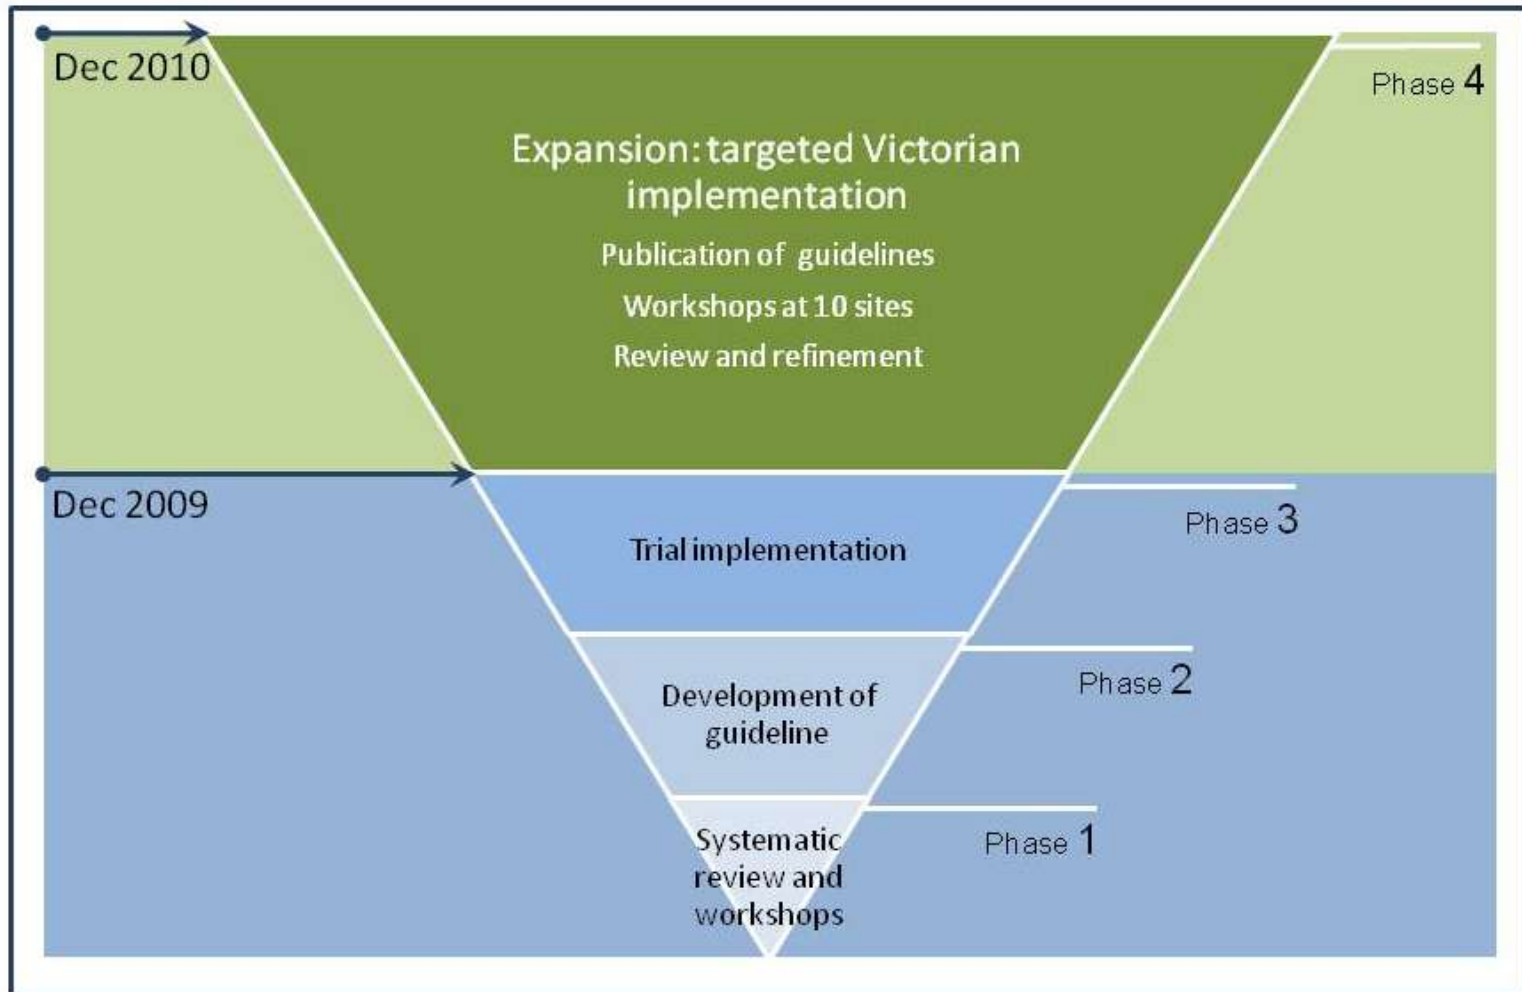 Dec 2010
Phase 4
Expansion: targeted Victorian
implementation
Publication of guidelines
Workshops at 10 sites
Review and refinement
Dec 2009
Phase 3
Trial implementation
Phase 2
Development of
guideline
Phase 1
Systematic
review and
workshops